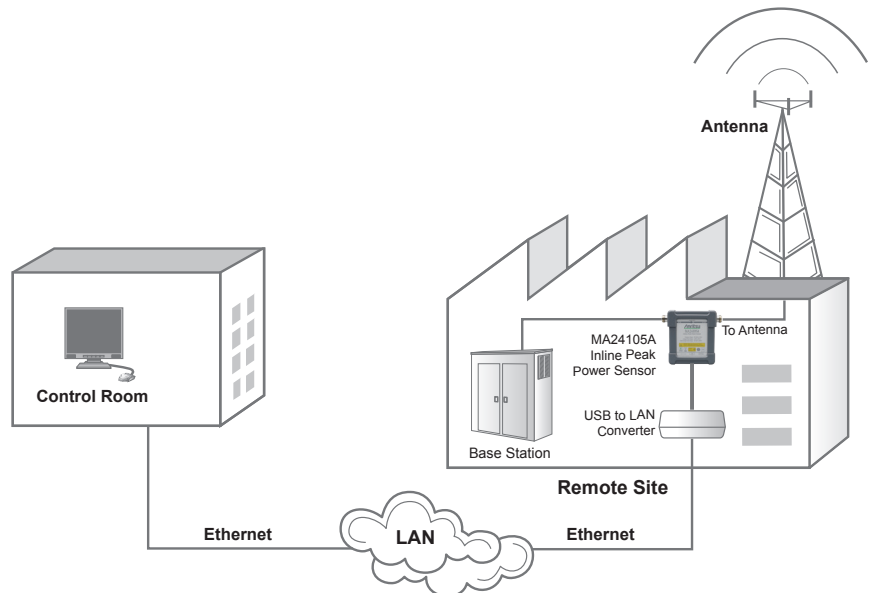 Antenna
MA24105A
Inline Peak
Power Sensor
To Antenna
Control Room
USB to LAN
Converter
Base Station
Remote Site
Ethernet
LAN
Ethernet